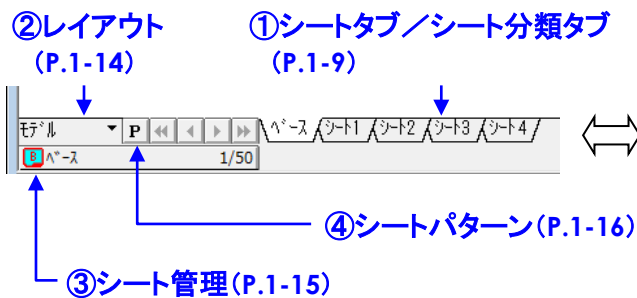 ②レイアウト
(P.1-14)
①シートタブ／シート分類タブ
(P.1-9)
ﾓﾃﾞﾙ P ﾍﾞｰｽ ｼｰﾄ1 ｼｰﾄ2 ｼｰﾄ3 ｼｰﾄ4
B ﾍﾞｰｽ 1/50
④シートパターン(P.1-16)
③シート管理(P.1-15)